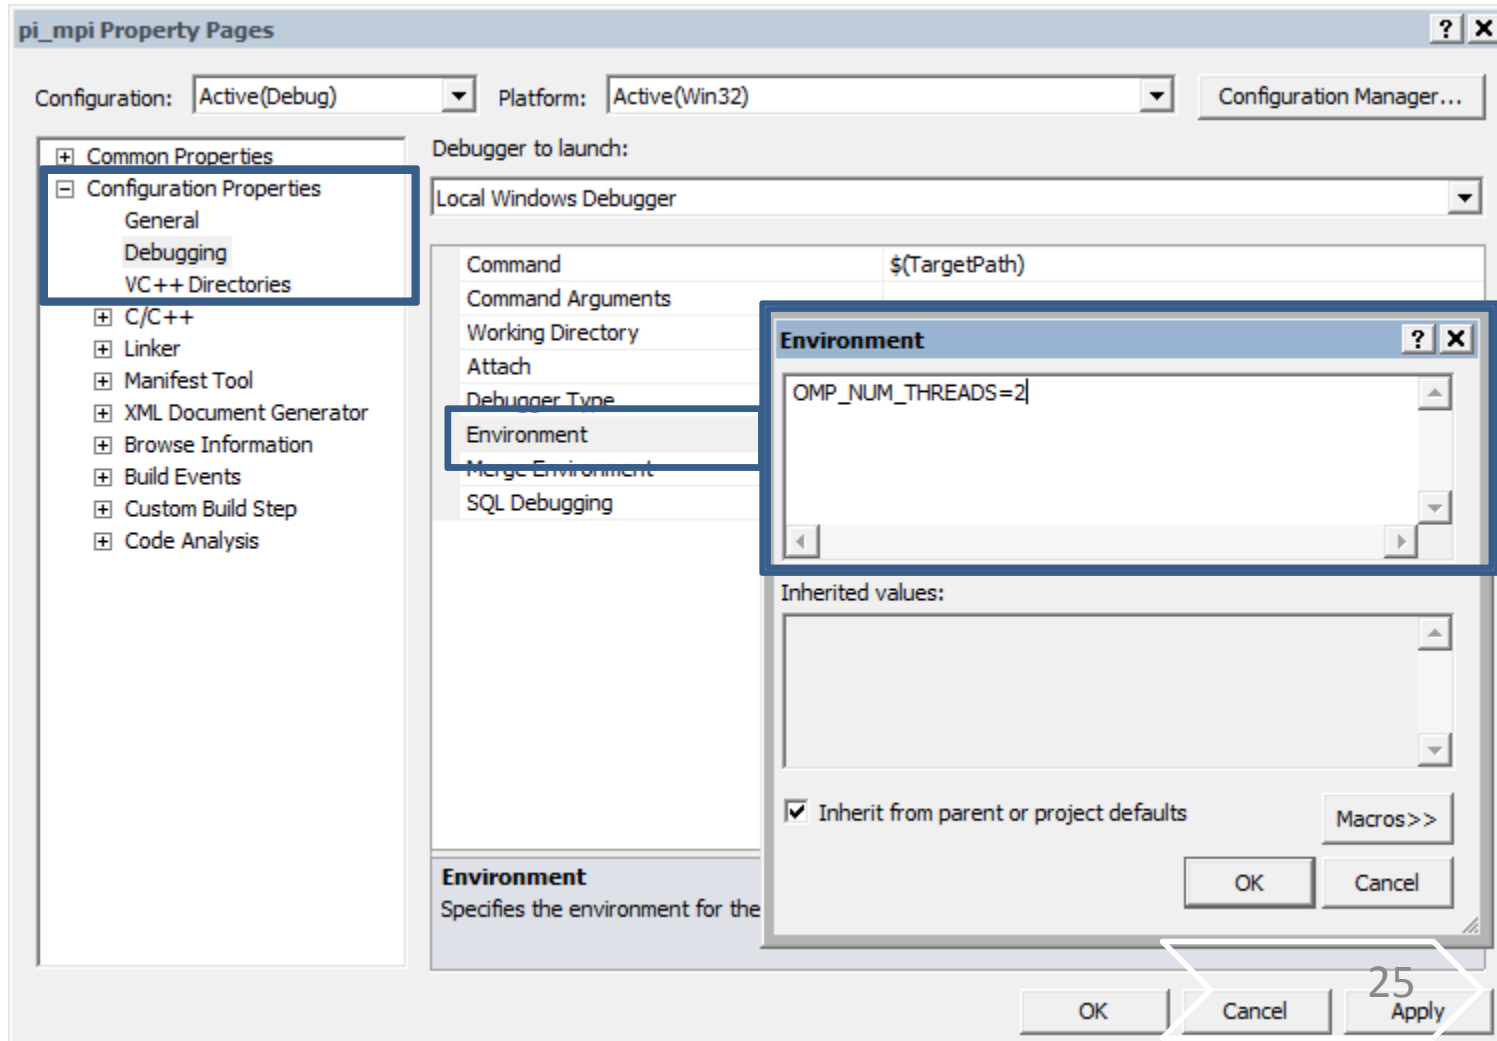 pi_mpi Property Pages
Configuration: Active(Debug) Platform: Active(Win32) Configuration Manager...
Common Properties
Configuration Properties
General
Debugging
VC++ Directories
C/C++
Linker
Manifest Tool
XML Document Generator
Browse Information
Build Events
Custom Build Step
Code Analysis
Debugger to launch:
Local Windows Debugger
Command $(TargetPath)
Command Arguments
Working Directory
Attach
Debugger Type
Environment
Merge Environment
SQL Debugging
Environment
Specifies the environment for the
Environment
OMP_NUM_THREADS=2
Inherited values:
Inherit from parent or project defaults
Macros>>
OK Cancel
25
OK Cancel Apply